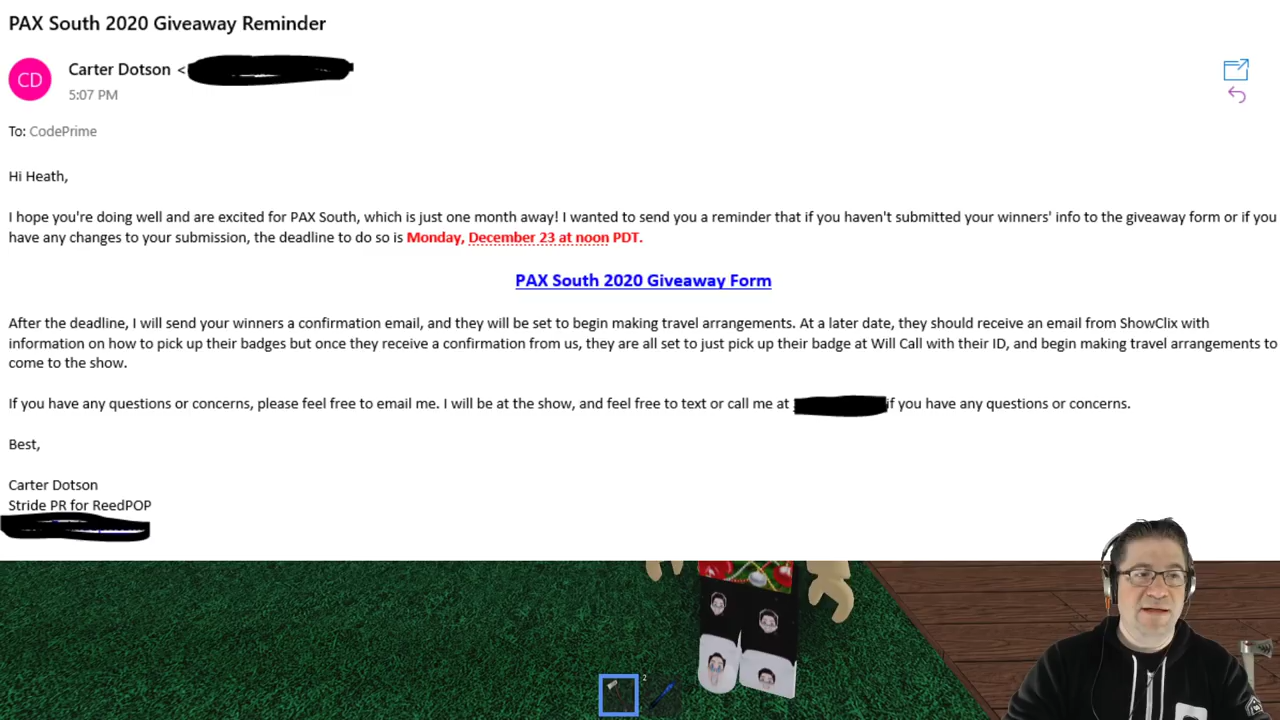 PAX South 2020 Giveaway Reminder
CD
Carter Dotson <
5:07 PM
To: CodePrime
Hi Heath,
I hope you're doing well and are excited for PAX South, which is just one month away! I wanted to send you a reminder that if you haven't submitted your winners' info to the giveaway form or if you
have any changes to your submission, the deadline to do so is Monday, December 23 at noon PDT.
PAX South 2020 Giveaway Form
After the deadline, I will send your winners a confirmation email, and they will be set to begin making travel arrangements. At a later date, they should receive an email from ShowClix with
information on how to pick up their badges but once they receive a confirmation from us, they are all set to just pick up their badge at Will Call with their ID, and begin making travel arrangements to
come to the show.
If you have any questions or concerns, please feel free to email me. I will be at the show, and feel free to text or call me at if you have any questions or concerns.
Best,
Carter Dotson
Stride PR for ReedPOP
2